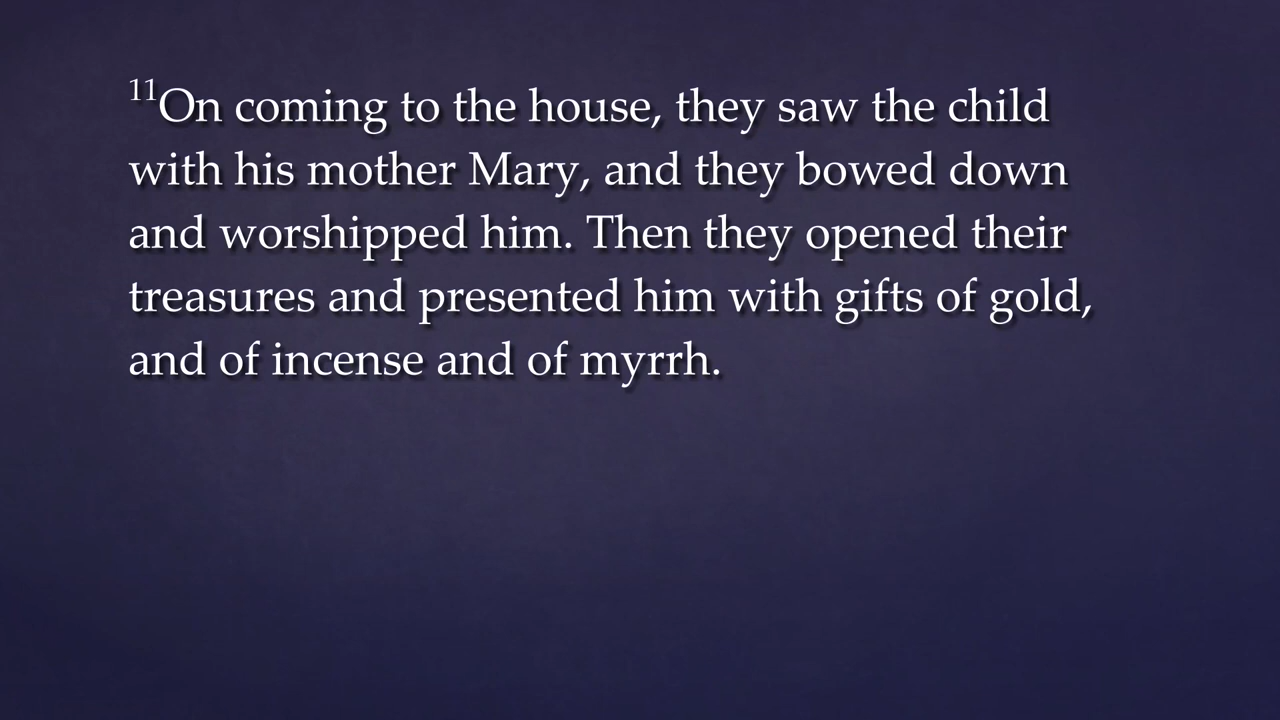 11On coming to the house, they saw the child
with his mother Mary, and they bowed down
and worshipped him. Then they opened their
treasures and presented him with gifts of gold,
and of incense and of myrrh.